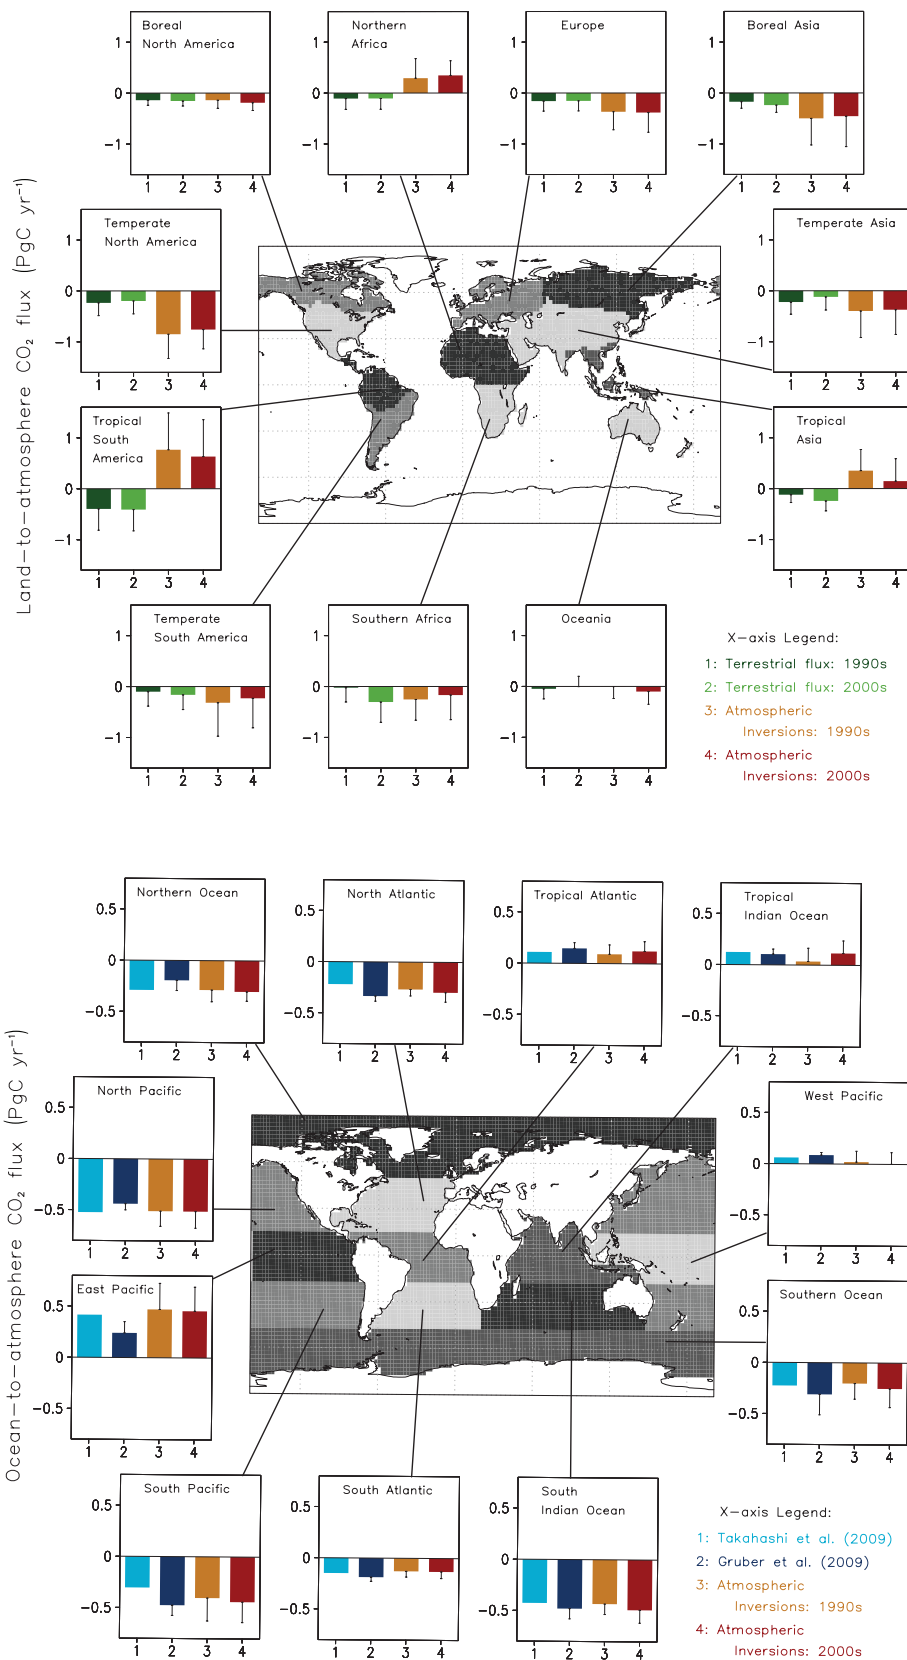 Land-to-atmosphere CO₂ flux (PgC yr⁻¹)
Boreal
North America
1
0
-1
1 2 3 4
Northern
Africa
1
0
-1
1 2 3 4
Europe
1
0
-1
1 2 3 4
Boreal Asia
1
0
-1
1 2 3 4
Temperate
North America
1
0
-1
1 2 3 4
Temperate Asia
1
0
-1
1 2 3 4
Tropical
South
America
1
0
-1
1 2 3 4
Tropical
Asia
1
0
-1
1 2 3 4
Temperate
South America
1
0
-1
1 2 3 4
Southern Africa
1
0
-1
1 2 3 4
Oceania
1
0
-1
1 2 3 4
X-axis Legend:
1: Terrestrial flux: 1990s
2: Terrestrial flux: 2000s
3: Atmospheric
Inversions: 1990s
4: Atmospheric
Inversions: 2000s
Ocean-to-atmosphere CO₂ flux (PgC yr⁻¹)
Northern Ocean
0.5
0
-0.5
1 2 3 4
North Atlantic
0.5
0
-0.5
1 2 3 4
Tropical Atlantic
0.5
0
-0.5
1 2 3 4
Tropical
Indian Ocean
0.5
0
-0.5
1 2 3 4
North Pacific
0.5
0
-0.5
1 2 3 4
West Pacific
0.5
0
-0.5
1 2 3 4
East Pacific
0.5
0
-0.5
1 2 3 4
Southern Ocean
0.5
0
-0.5
1 2 3 4
South Pacific
0.5
0
-0.5
1 2 3 4
South Atlantic
0.5
0
-0.5
1 2 3 4
South
Indian Ocean
0.5
0
-0.5
1 2 3 4
X-axis Legend:
1: Takahashi et al. (2009)
2: Gruber et al. (2009)
3: Atmospheric
Inversions: 1990s
4: Atmospheric
Inversions: 2000s